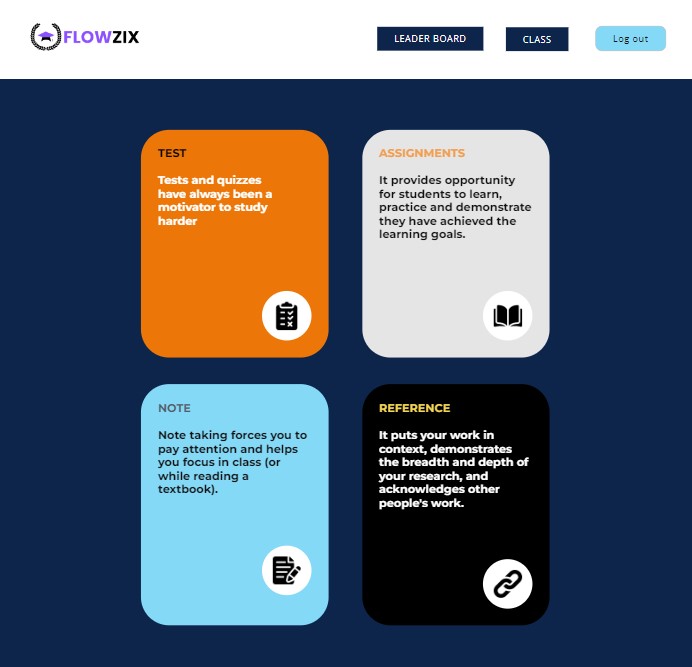 FLOWZIX
LEADER BOARD
CLASS
Log out
TEST
Tests and quizzes
have always been a
motivator to study
harder
ASSIGNMENTS
It provides opportunity
for students to learn,
practice and demonstrate
they have achieved the
learning goals.
NOTE
Note taking forces you to
pay attention and helps
you focus in class (or
while reading a
textbook).
REFERENCE
It puts your work in
context, demonstrates
the breadth and depth of
your research, and
acknowledges other
people's work.